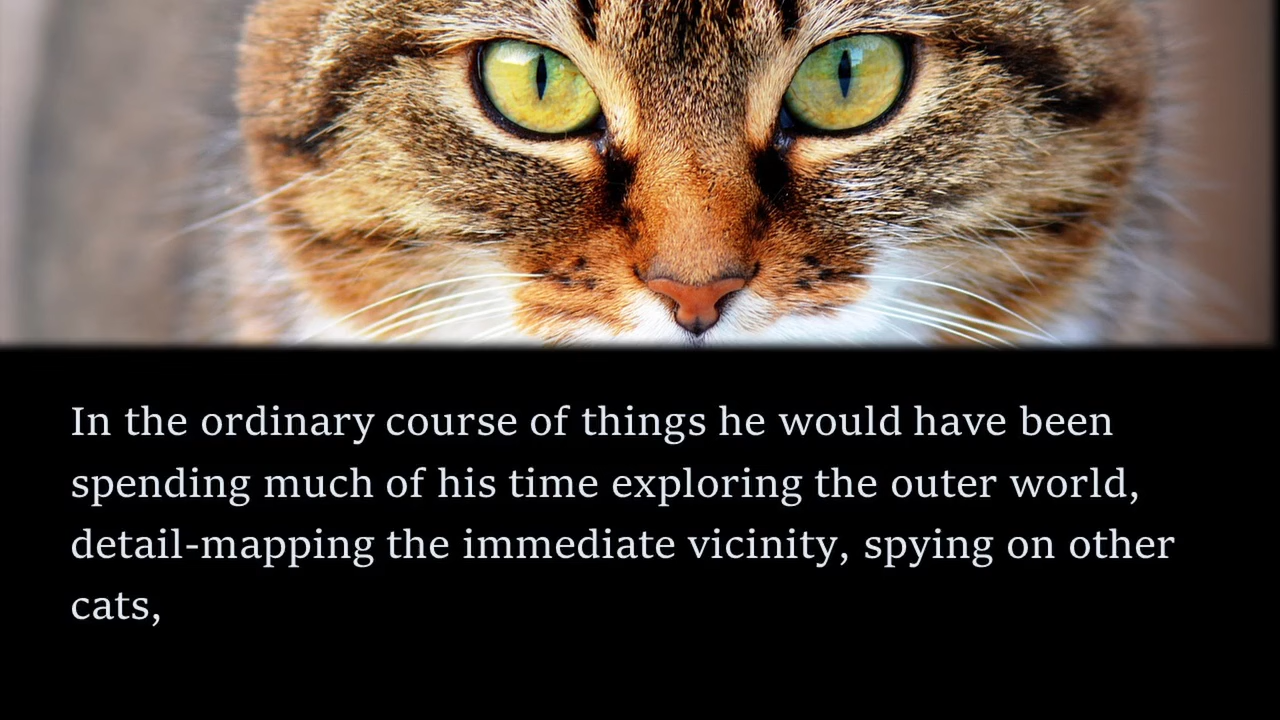 In the ordinary course of things he would have been
spending much of his time exploring the outer world,
detail-mapping the immediate vicinity, spying on other
cats,